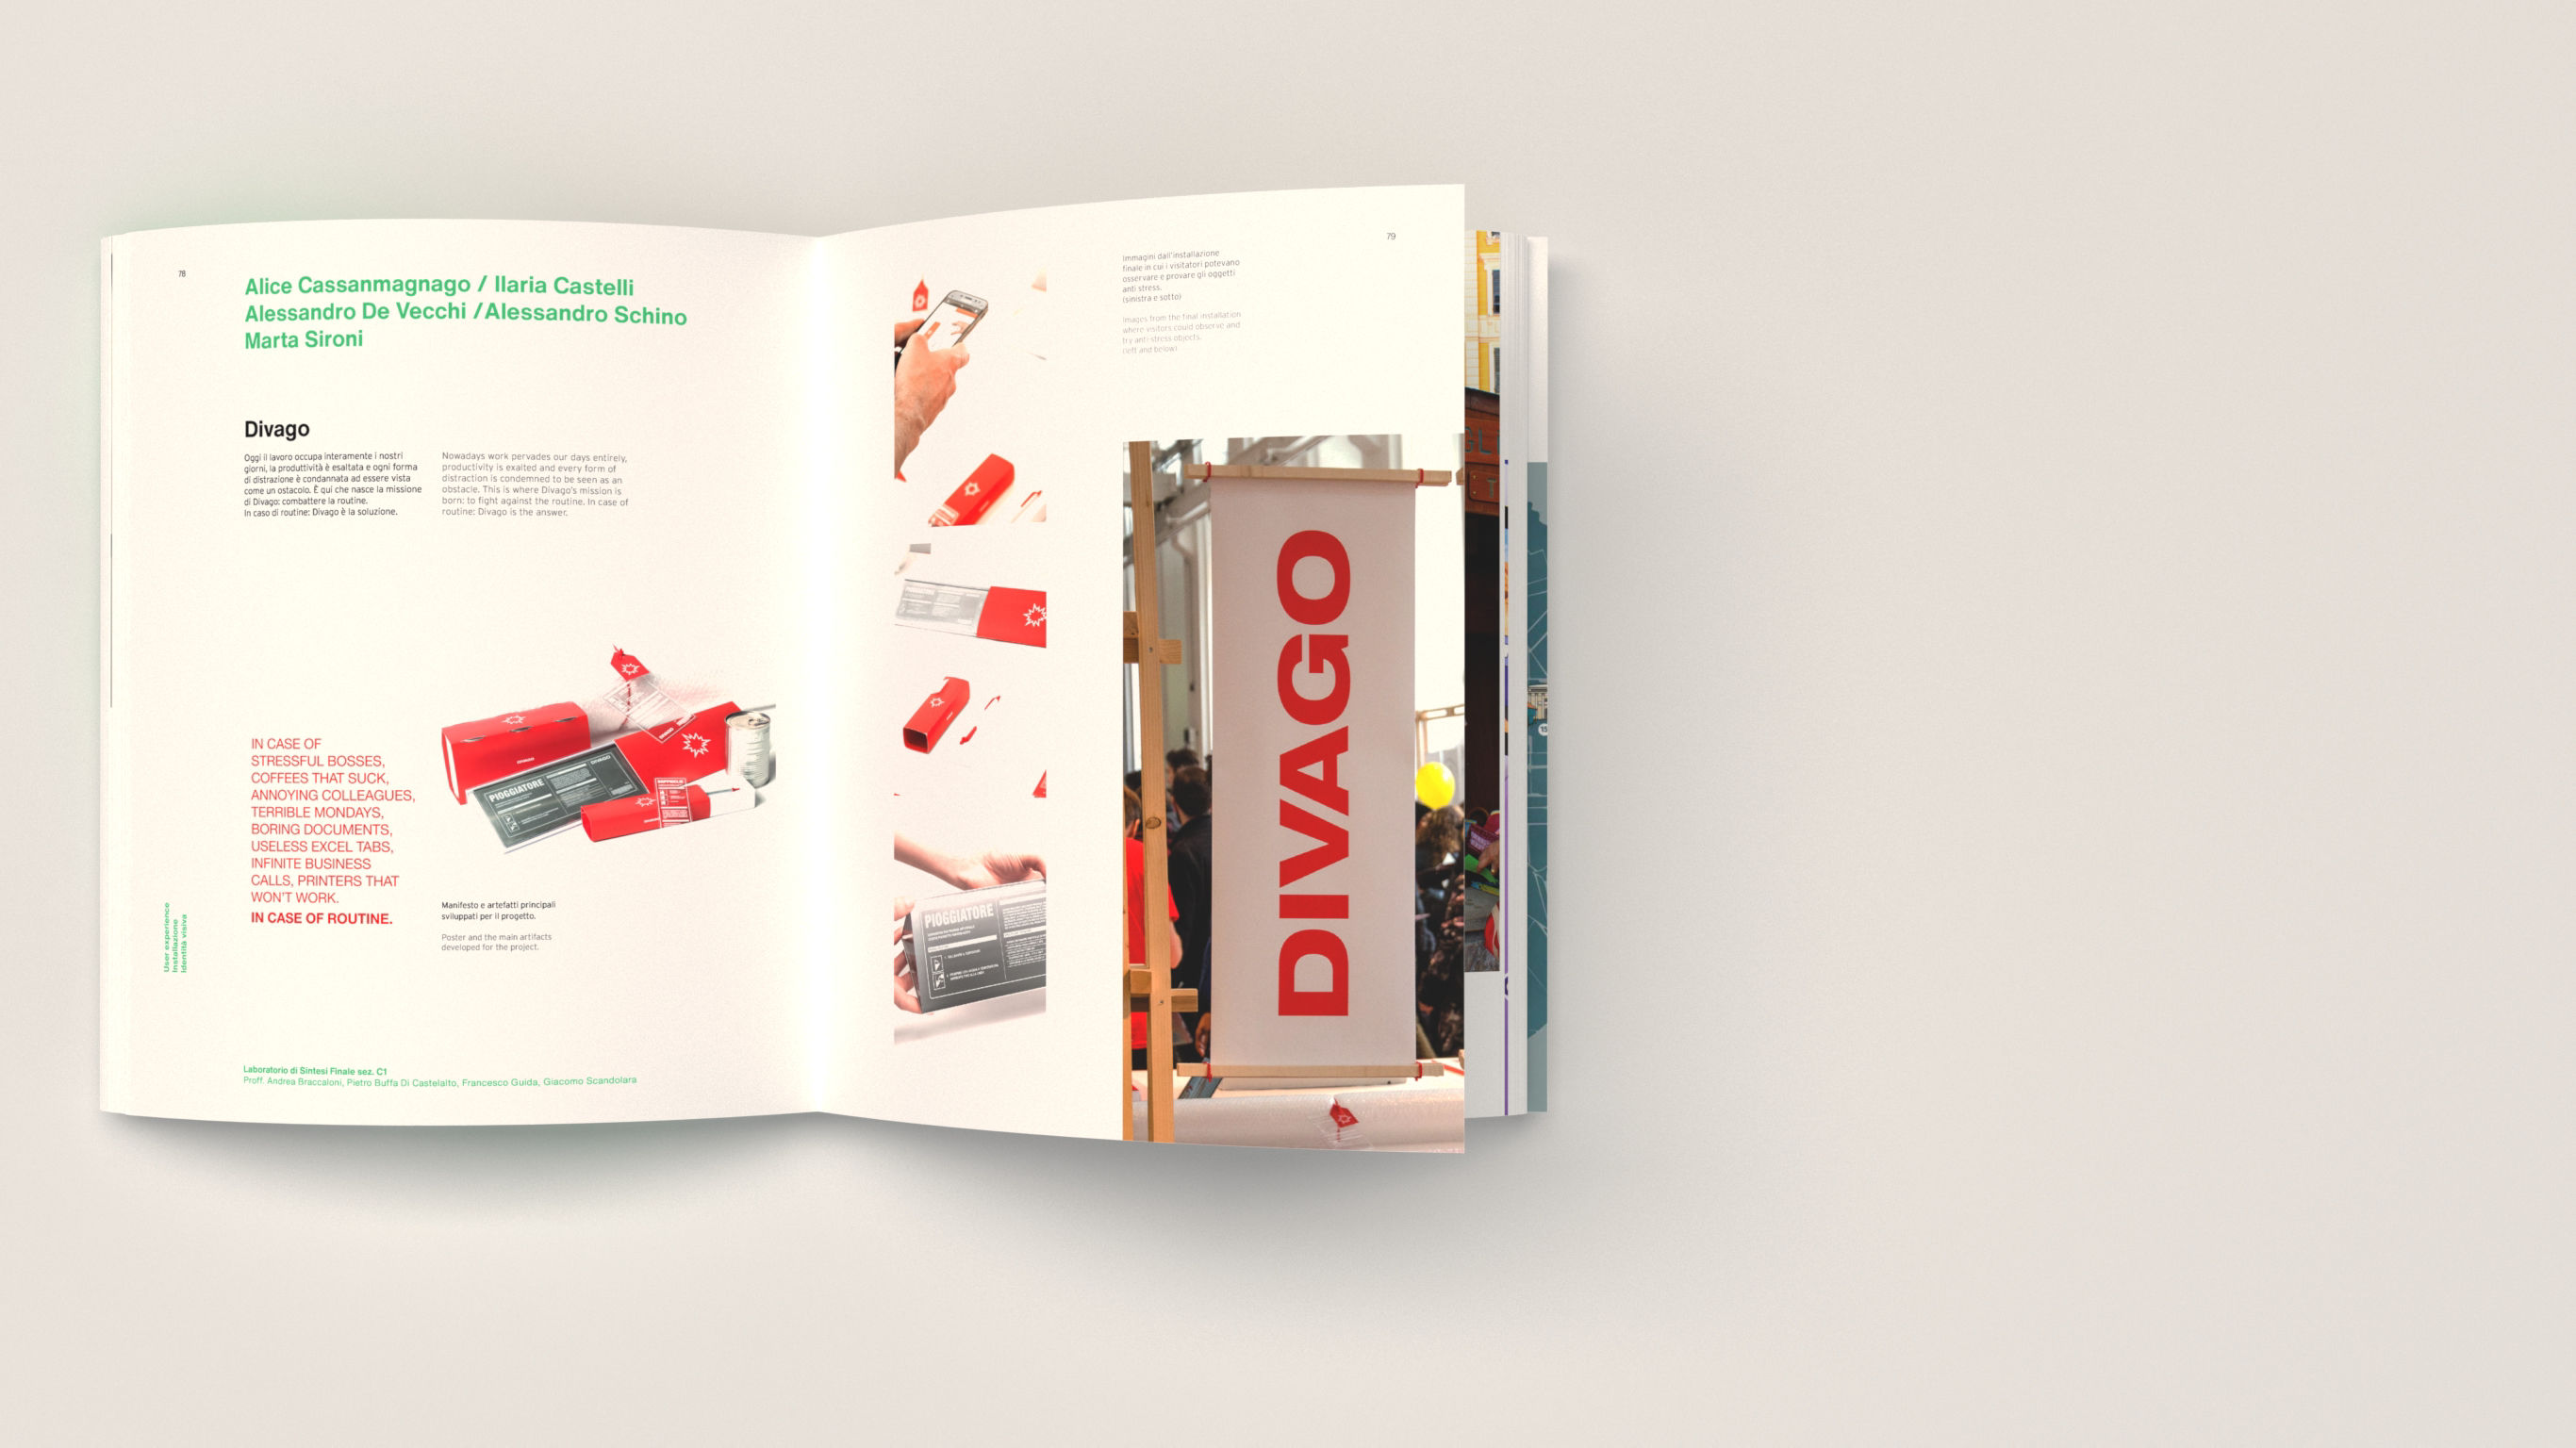 78
Alice Cassanmagnago / Ilaria Castelli
Alessandro De Vecchi /Alessandro Schino
Marta Sironi
Divago
Oggi il lavoro occupa interamente i nostri
giorni, la produttività è esaltata e ogni forma
di distrazione è condannata ad essere vista
come un ostacolo. È qui che nasce la missione
di Divago: combattere la routine.
In caso di routine: Divago è la soluzione.
Nowadays work pervades our days entirely,
productivity is exalted and every form of
distraction is condemned to be seen as an
obstacle. This is where Divago's mission is
born: to fight against the routine. In case of
routine: Divago is the answer.
IN CASE OF
STRESSFUL BOSSES,
COFFEES THAT SUCK,
ANNOYING COLLEAGUES,
TERRIBLE MONDAYS,
BORING DOCUMENTS,
USELESS EXCEL TABS,
INFINITE BUSINESS
CALLS, PRINTERS THAT
WON'T WORK.
IN CASE OF ROUTINE.
PIOGGIATORE
DIVAGO
Manifesto e artefatti principali
sviluppati per il progetto.
Poster and the main artifacts
developed for the project.
User experience
Installazione
Identità visiva
Laboratorio di Sintesi Finale sez. C1
Proff. Andrea Braccaloni, Pietro Buffa Di Castelalto, Francesco Guida, Giacomo Scandolara
79
Immagini dall'installazione
finale in cui i visitatori potevano
osservare e provare gli oggetti
anti stress.
(sinistra e sotto)
Images from the final installation
where visitors could observe and
try anti stress objects.
(left and below)
PIOGGIATORE
DIVAGO